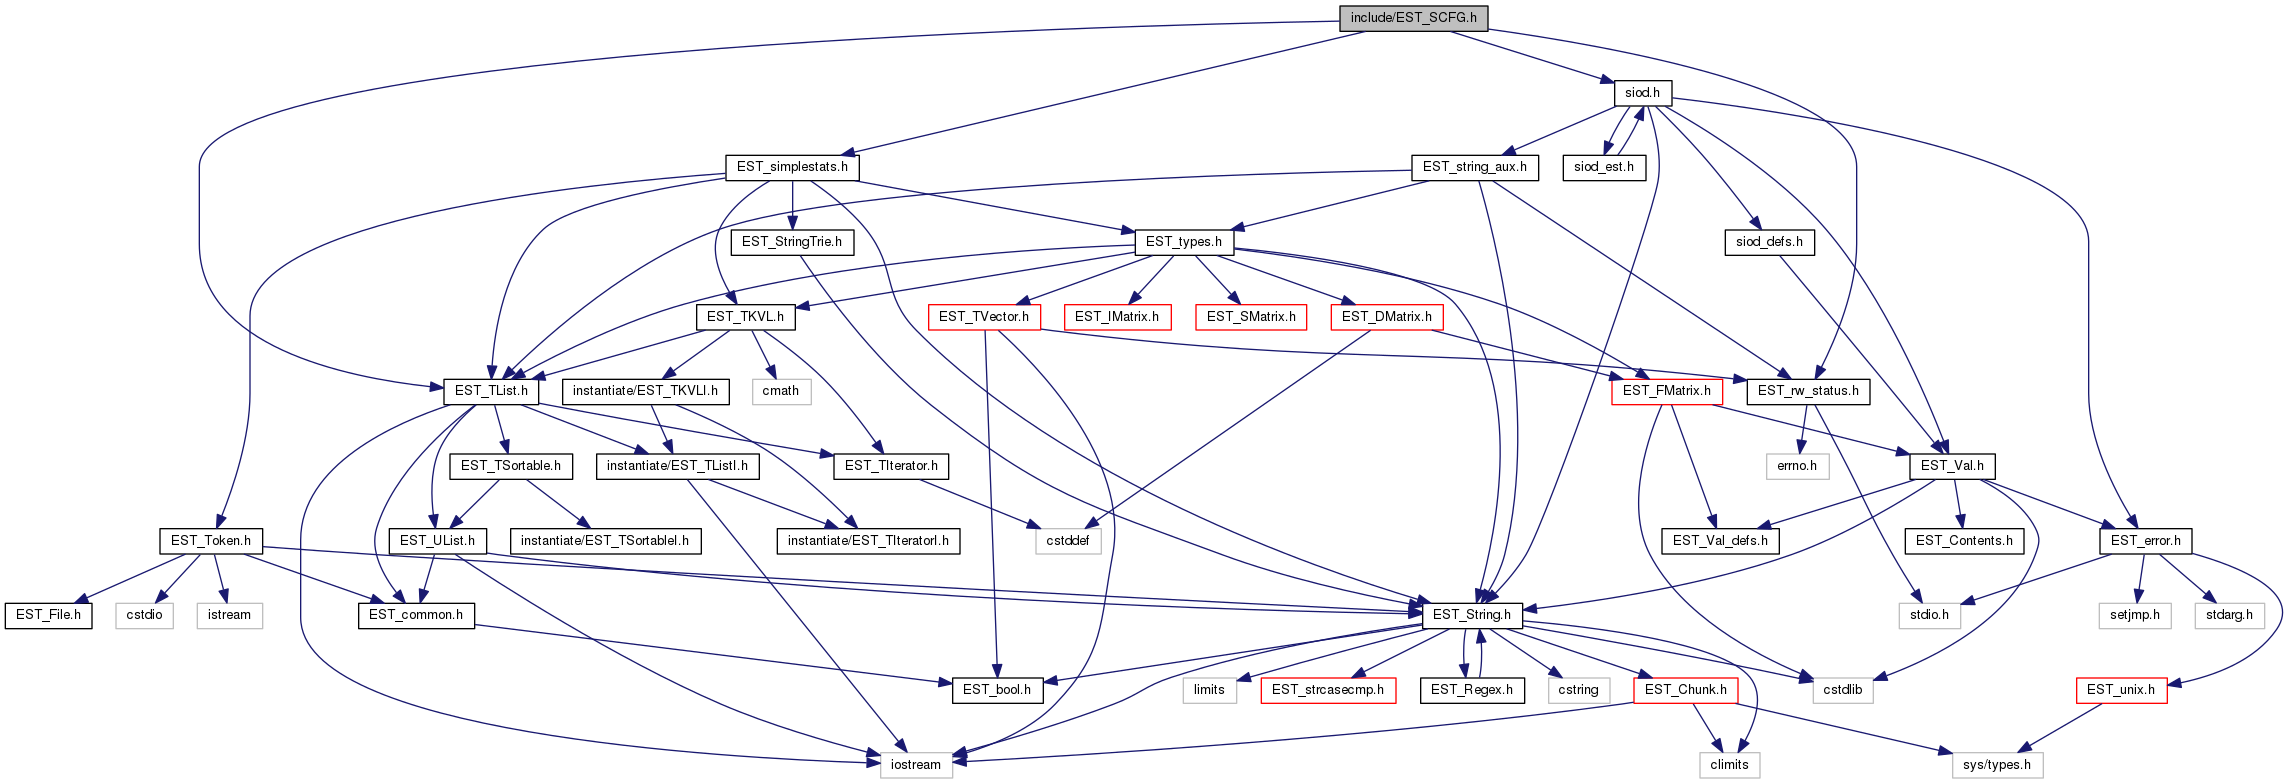 include/EST_SCFG.h
siod.h
EST_simplestats.h
EST_string_aux.h
siod_est.h
EST_StringTrie.h
EST_types.h
siod_defs.h
EST_TKVL.h
EST_TVector.h
EST_IMatrix.h
EST_SMatrix.h
EST_DMatrix.h
EST_TList.h
instantiate/EST_TKVLI.h
cmath
EST_FMatrix.h
EST_rw_status.h
EST_TSortable.h
instantiate/EST_TListI.h
EST_TIterator.h
errno.h
EST_Val.h
EST_Token.h
EST_UList.h
instantiate/EST_TSortableI.h
instantiate/EST_TIteratorI.h
cstddef
EST_Val_defs.h
EST_Contents.h
EST_error.h
EST_File.h
cstdio
istream
EST_common.h
EST_String.h
stdio.h
setjmp.h
stdarg.h
EST_bool.h
limits
EST_strcasecmp.h
EST_Regex.h
cstring
EST_Chunk.h
cstdlib
EST_unix.h
iostream
climits
sys/types.h